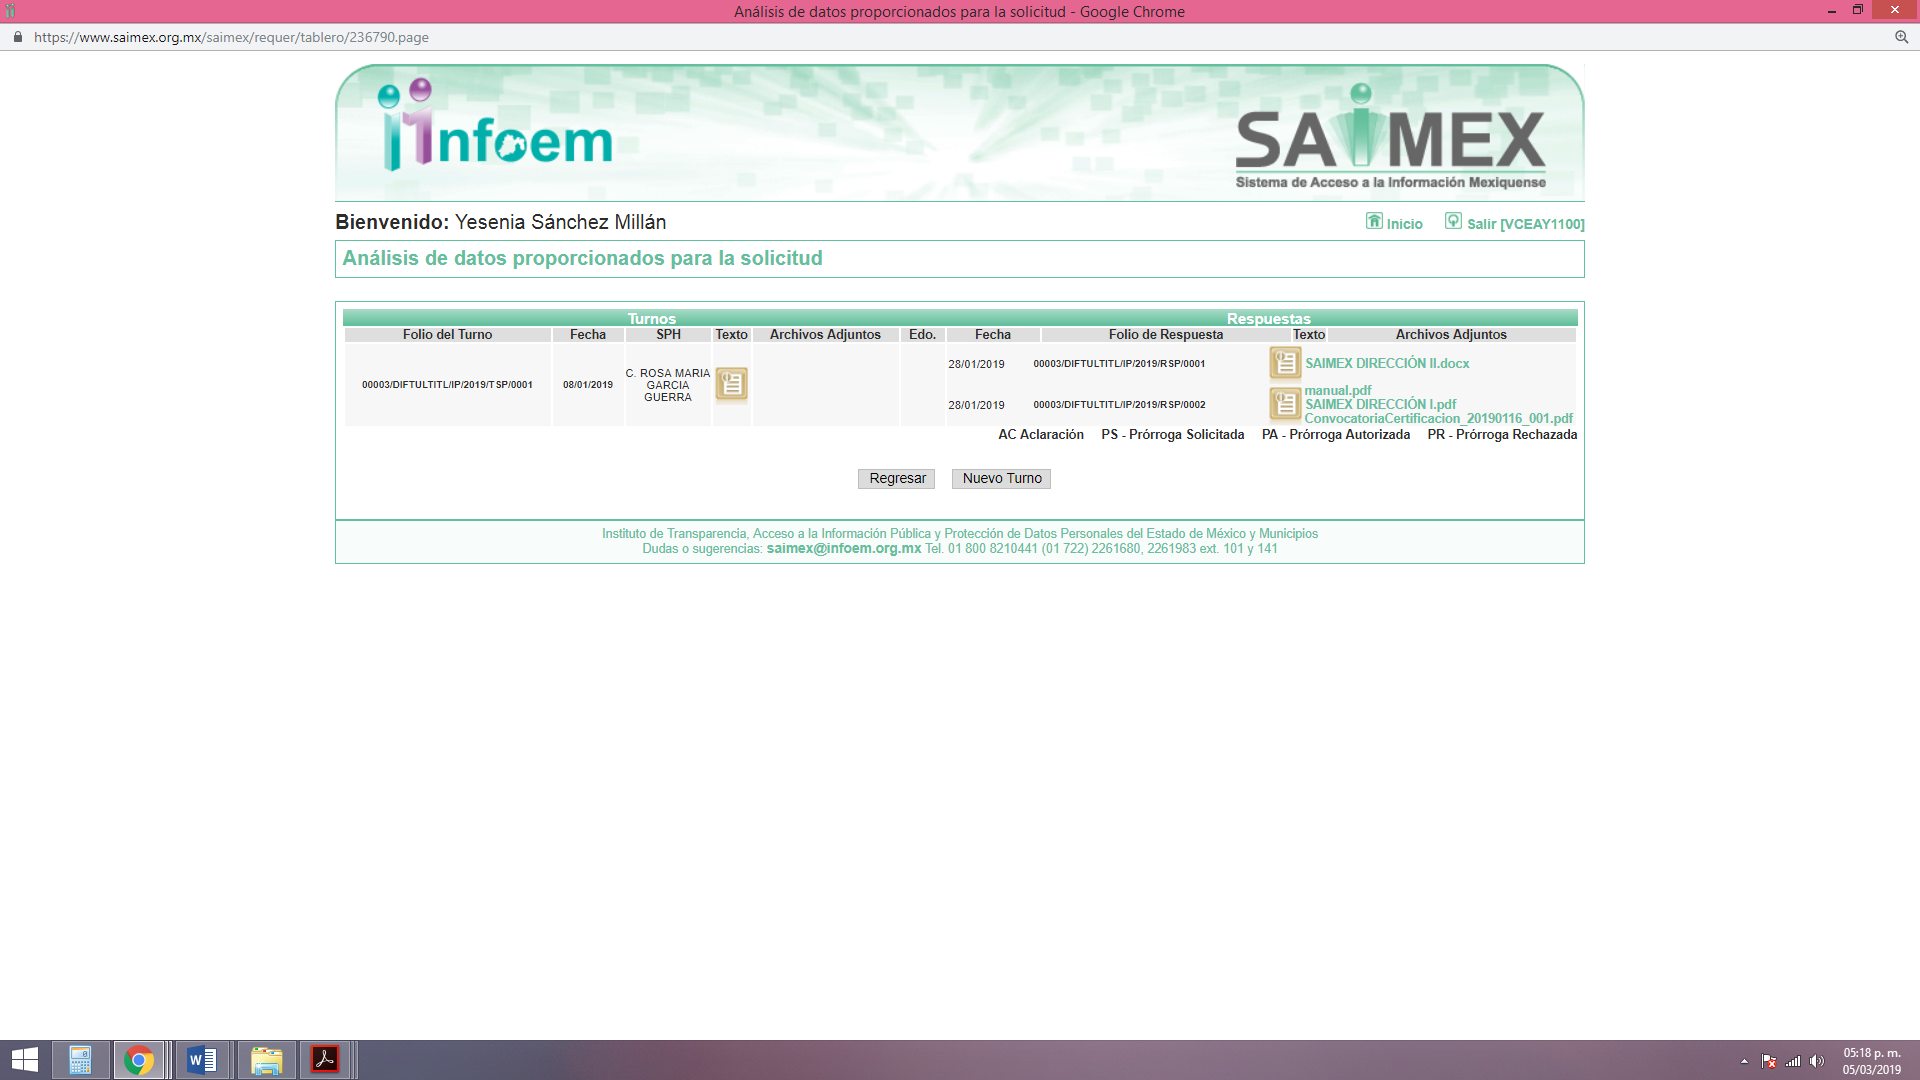 Análisis de datos proporcionados para la solicitud - Google Chrome
https://www.saimex.org.mx/saimex/requer/tablero/236790.page
infoem
SAIMEX
Sistema de Acceso a la Información Mexiquense
Bienvenido: Yesenia Sánchez Millán
Inicio Salir [VCEAY1100]
Análisis de datos proporcionados para la solicitud
Turnos Respuestas
Folio del Turno Fecha SPH Texto Archivos Adjuntos Edo. Fecha Folio de Respuesta Texto Archivos Adjuntos
00003/DIFTULTITL/IP/2019/TSP/0001 08/01/2019
C. ROSA MARIA
GARCIA
GUERRA
28/01/2019 00003/DIFTULTITL/IP/2019/RSP/0001 SAIMEX DIRECCIÓN II.docx
28/01/2019 00003/DIFTULTITL/IP/2019/RSP/0002
manual.pdf
SAIMEX DIRECCIÓN I.pdf
ConvocatoriaCertificacion_20190116_001.pdf
AC Aclaración PS - Prórroga Solicitada PA - Prórroga Autorizada PR - Prórroga Rechazada
Regresar Nuevo Turno
Instituto de Transparencia, Acceso a la Información Pública y Protección de Datos Personales del Estado de México y Municipios
Dudas o sugerencias: saimex@infoem.org.mx Tel. 01 800 8210441 (01 722) 2261680, 2261983 ext. 101 y 141
05:18 p. m.
05/03/2019